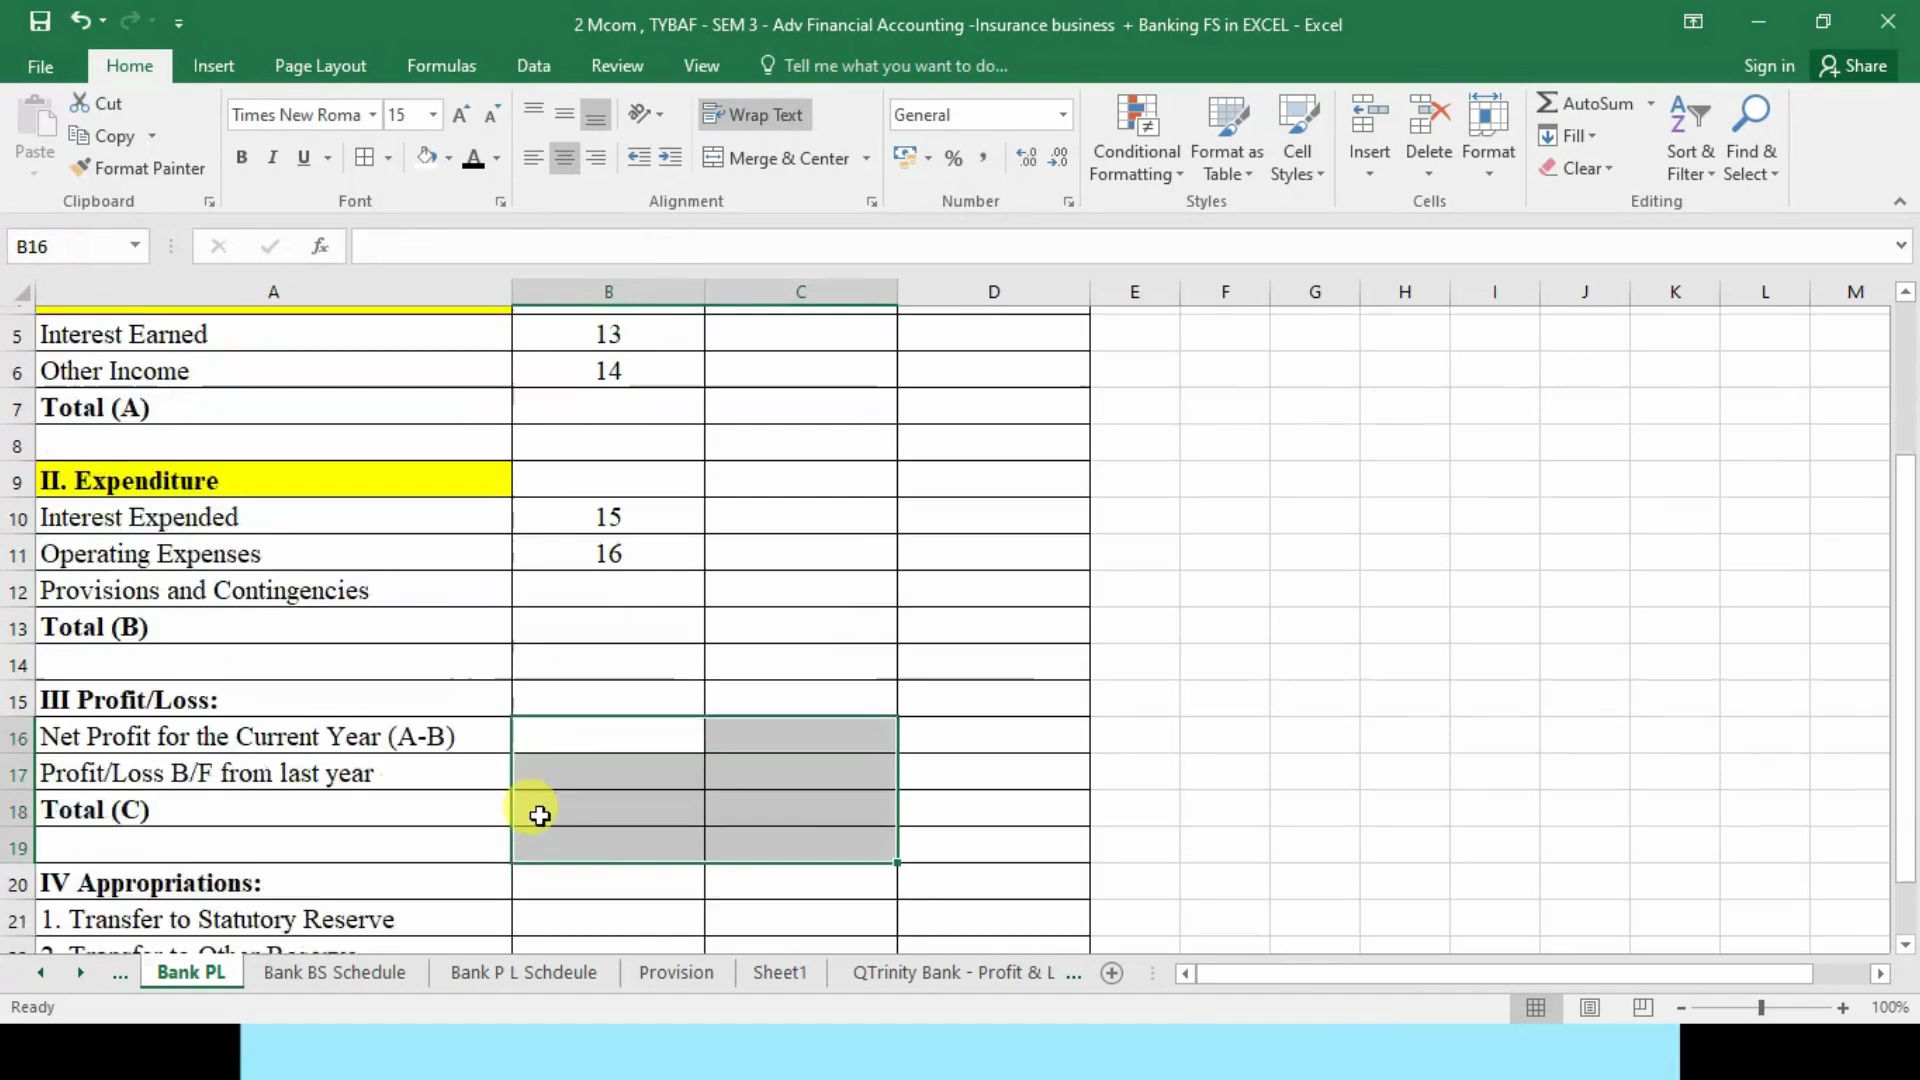 2 Mcom , TYBAF - SEM 3 - Adv Financial Accounting -Insurance business + Banking FS in EXCEL - Excel
File Home Insert Page Layout Formulas Data Review View Tell me what you want to do... Sign in Share
Paste
Cut
Copy
Format Painter
Clipboard
Times New Roma 15
B I U A
Font
Wrap Text
Merge & Center
Alignment
General
% ,
Number
Conditional Formatting
Format as Table
Cell Styles
Styles
Insert
Delete
Format
Cells
AutoSum
Fill
Clear
Sort & Filter
Find & Select
Editing
B16 fx
A B C D E F G H I J K L M
5 Interest Earned 13
6 Other Income 14
7 Total (A)
8
9 II. Expenditure
10 Interest Expended 15
11 Operating Expenses 16
12 Provisions and Contingencies
13 Total (B)
14
15 III Profit/Loss:
16 Net Profit for the Current Year (A-B)
17 Profit/Loss B/F from last year
18 Total (C)
19
20 IV Appropriations:
21 1. Transfer to Statutory Reserve
2. Transfer to Other Reserve
... Bank PL Bank BS Schedule Bank P L Schdeule Provision Sheet1 QTrinity Bank - Profit & L ...
Ready 100%